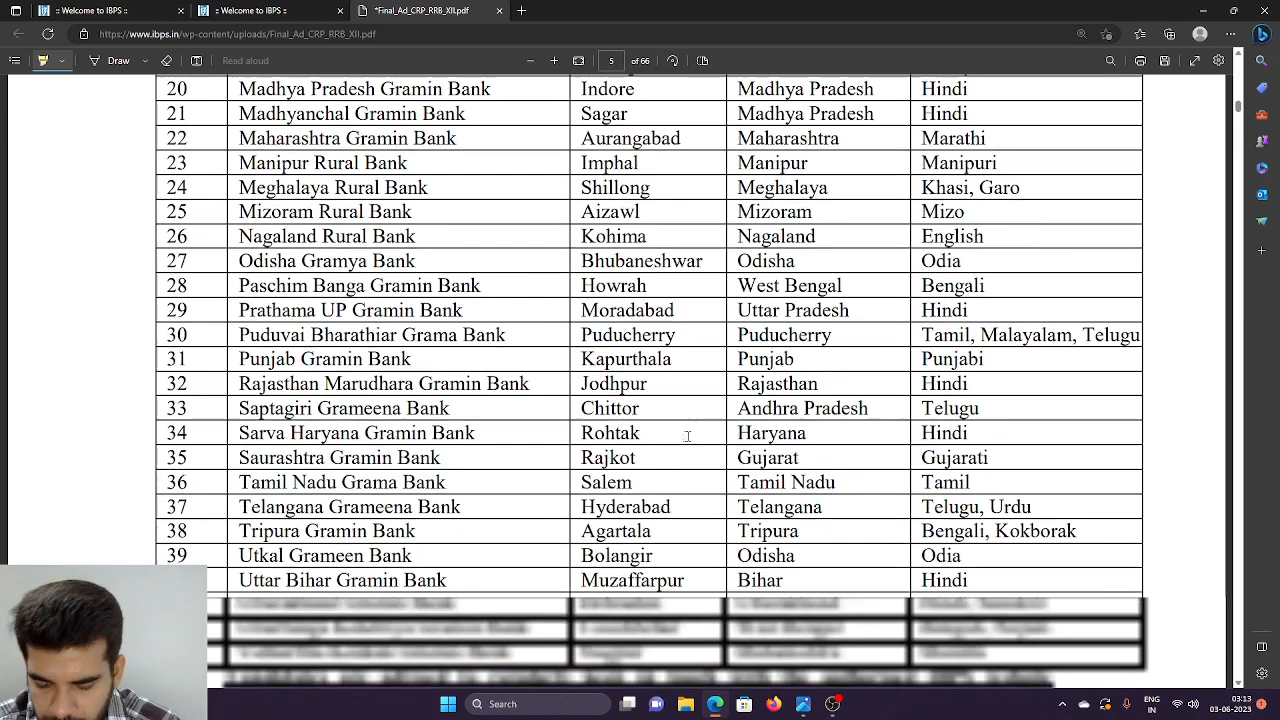 Welcome to IBPS ::
Welcome to IBPS ::
*Final_Ad_CRP_RRB_XII.pdf
https://www.ibps.in/wp-content/uploads/Final_Ad_CRP_RRB_XII.pdf
Draw
Read aloud
5 of 66
20 Madhya Pradesh Gramin Bank Indore Madhya Pradesh Hindi
21 Madhyanchal Gramin Bank Sagar Madhya Pradesh Hindi
22 Maharashtra Gramin Bank Aurangabad Maharashtra Marathi
23 Manipur Rural Bank Imphal Manipur Manipuri
24 Meghalaya Rural Bank Shillong Meghalaya Khasi, Garo
25 Mizoram Rural Bank Aizawl Mizoram Mizo
26 Nagaland Rural Bank Kohima Nagaland English
27 Odisha Gramya Bank Bhubaneshwar Odisha Odia
28 Paschim Banga Gramin Bank Howrah West Bengal Bengali
29 Prathama UP Gramin Bank Moradabad Uttar Pradesh Hindi
30 Puduvai Bharathiar Grama Bank Puducherry Puducherry Tamil, Malayalam, Telugu
31 Punjab Gramin Bank Kapurthala Punjab Punjabi
32 Rajasthan Marudhara Gramin Bank Jodhpur Rajasthan Hindi
33 Saptagiri Grameena Bank Chittor Andhra Pradesh Telugu
34 Sarva Haryana Gramin Bank Rohtak Haryana Hindi
35 Saurashtra Gramin Bank Rajkot Gujarat Gujarati
36 Tamil Nadu Grama Bank Salem Tamil Nadu Tamil
37 Telangana Grameena Bank Hyderabad Telangana Telugu, Urdu
38 Tripura Gramin Bank Agartala Tripura Bengali, Kokborak
39 Utkal Grameen Bank Bolangir Odisha Odia
Uttar Bihar Gramin Bank Muzaffarpur Bihar Hindi
Search
ENG
IN
03:13
03-06-2023